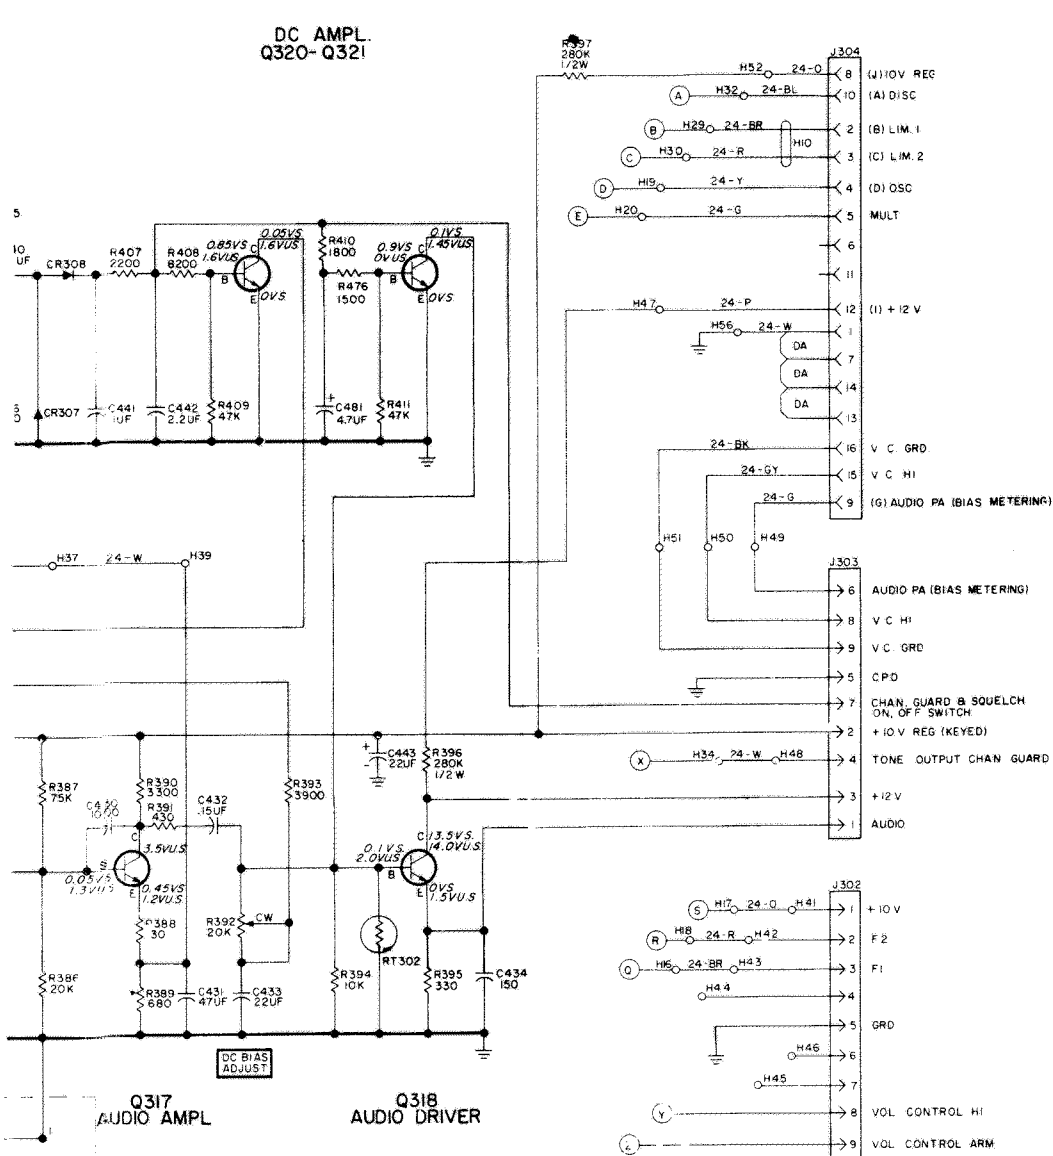 DC AMPL.
Q320-Q321
R397
280K
1/2W
J304
H52 24-O 8 (J)10V REG
A H32 24-BL 10 (A) DISC
B H29 24-BR 2 (B) LIM. 1
H10
C H30 24-R 3 (C) LIM. 2
D H19 24-Y 4 (D) OSC
E H20 24-G 5 MULT
6
11
H47 24-P 12 (I) +12 V
H56 24-W 1
DA
7
DA
14
DA
13
24-BK 16 V C. GRD.
24-GY 15 V C HI
24-G 9 (G) AUDIO PA (BIAS METERING)
H51 H50 H49
5
10
UF
CR308
R407
2200
R408
8200
0.85VS
1.6VUS
0.05VS
1.6VUS
C
B
E
0VS
R410
1800
R476
1500
0.9VS
0VUS
0.1VS
1.45VUS
C
B
E
0VS
CR307
C441
1UF
C442
2.2UF
R409
47K
+
C481
4.7UF
R411
47K
H37 24-W H39
J303
6 AUDIO PA (BIAS METERING)
8 V C HI
9 V.C. GRD
5 CPD
7 CHAN. GUARD & SQUELCH
ON, OFF SWITCH
2 +10 V REG (KEYED)
X H34 24-W H48 4 TONE OUTPUT CHAN GUARD
3 +12V
1 AUDIO
R387
75K
R390
3300
R391
430
C432
.15UF
R393
3900
+
-
C443
22UF
R396
280K
1/2W
C
3.5VUS
0.05VS
1.3VUS
E
0.45VS
1.2VUS
C
13.5VS.
14.0VUS.
0.1VS.
2.0VUS
B
E
0VS
1.5VU.S
R388
30
R392
20K
CW
RT302
R386
20K
R389
680
C431
47UF
C433
22UF
R394
10K
R395
330
C434
150
DC BIAS
ADJUST
Q317
AUDIO AMPL
Q318
AUDIO DRIVER
J302
S H17 24-O H41 1 +10V
R H18 24-R H42 2 F2
Q H16 24-BR H43 3 F1
H44 4
5 GRD
H46 6
H45 7
Y 8 VOL CONTROL HI
9 VOL CONTROL ARM